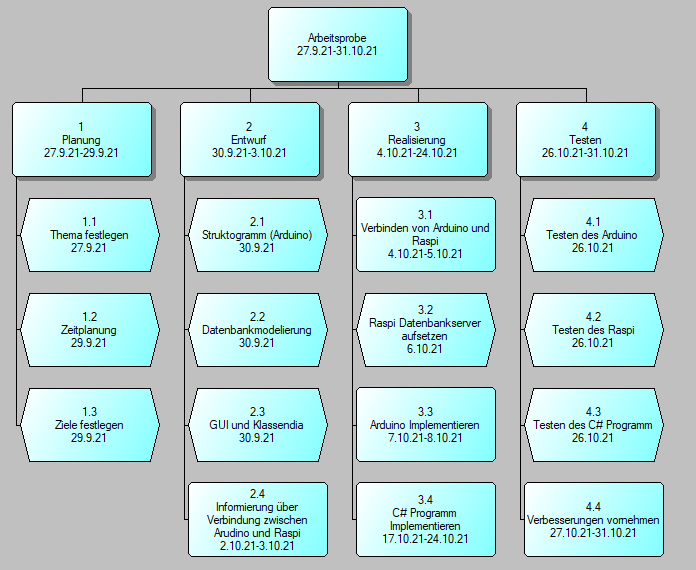 Arbeitsprobe
27.9.21-31.10.21
1
Planung
27.9.21-29.9.21
2
Entwurf
30.9.21-3.10.21
3
Realisierung
4.10.21-24.10.21
4
Testen
26.10.21-31.10.21
1.1
Thema festlegen
27.9.21
2.1
Struktogramm (Arduino)
30.9.21
3.1
Verbinden von Arduino und
Raspi
4.10.21-5.10.21
4.1
Testen des Arduino
26.10.21
1.2
Zeitplanung
29.9.21
2.2
Datenbankmodelierung
30.9.21
3.2
Raspi Datenbankserver
aufsetzen
6.10.21
4.2
Testen des Raspi
26.10.21
1.3
Ziele festlegen
29.9.21
2.3
GUI und Klassendia
30.9.21
3.3
Arduino Implementieren
7.10.21-8.10.21
4.3
Testen des C# Programm
26.10.21
2.4
Informierung über
Verbindung zwischen
Arudino und Raspi
2.10.21-3.10.21
3.4
C# Programm
Implementieren
17.10.21-24.10.21
4.4
Verbesserungen vornehmen
27.10.21-31.10.21